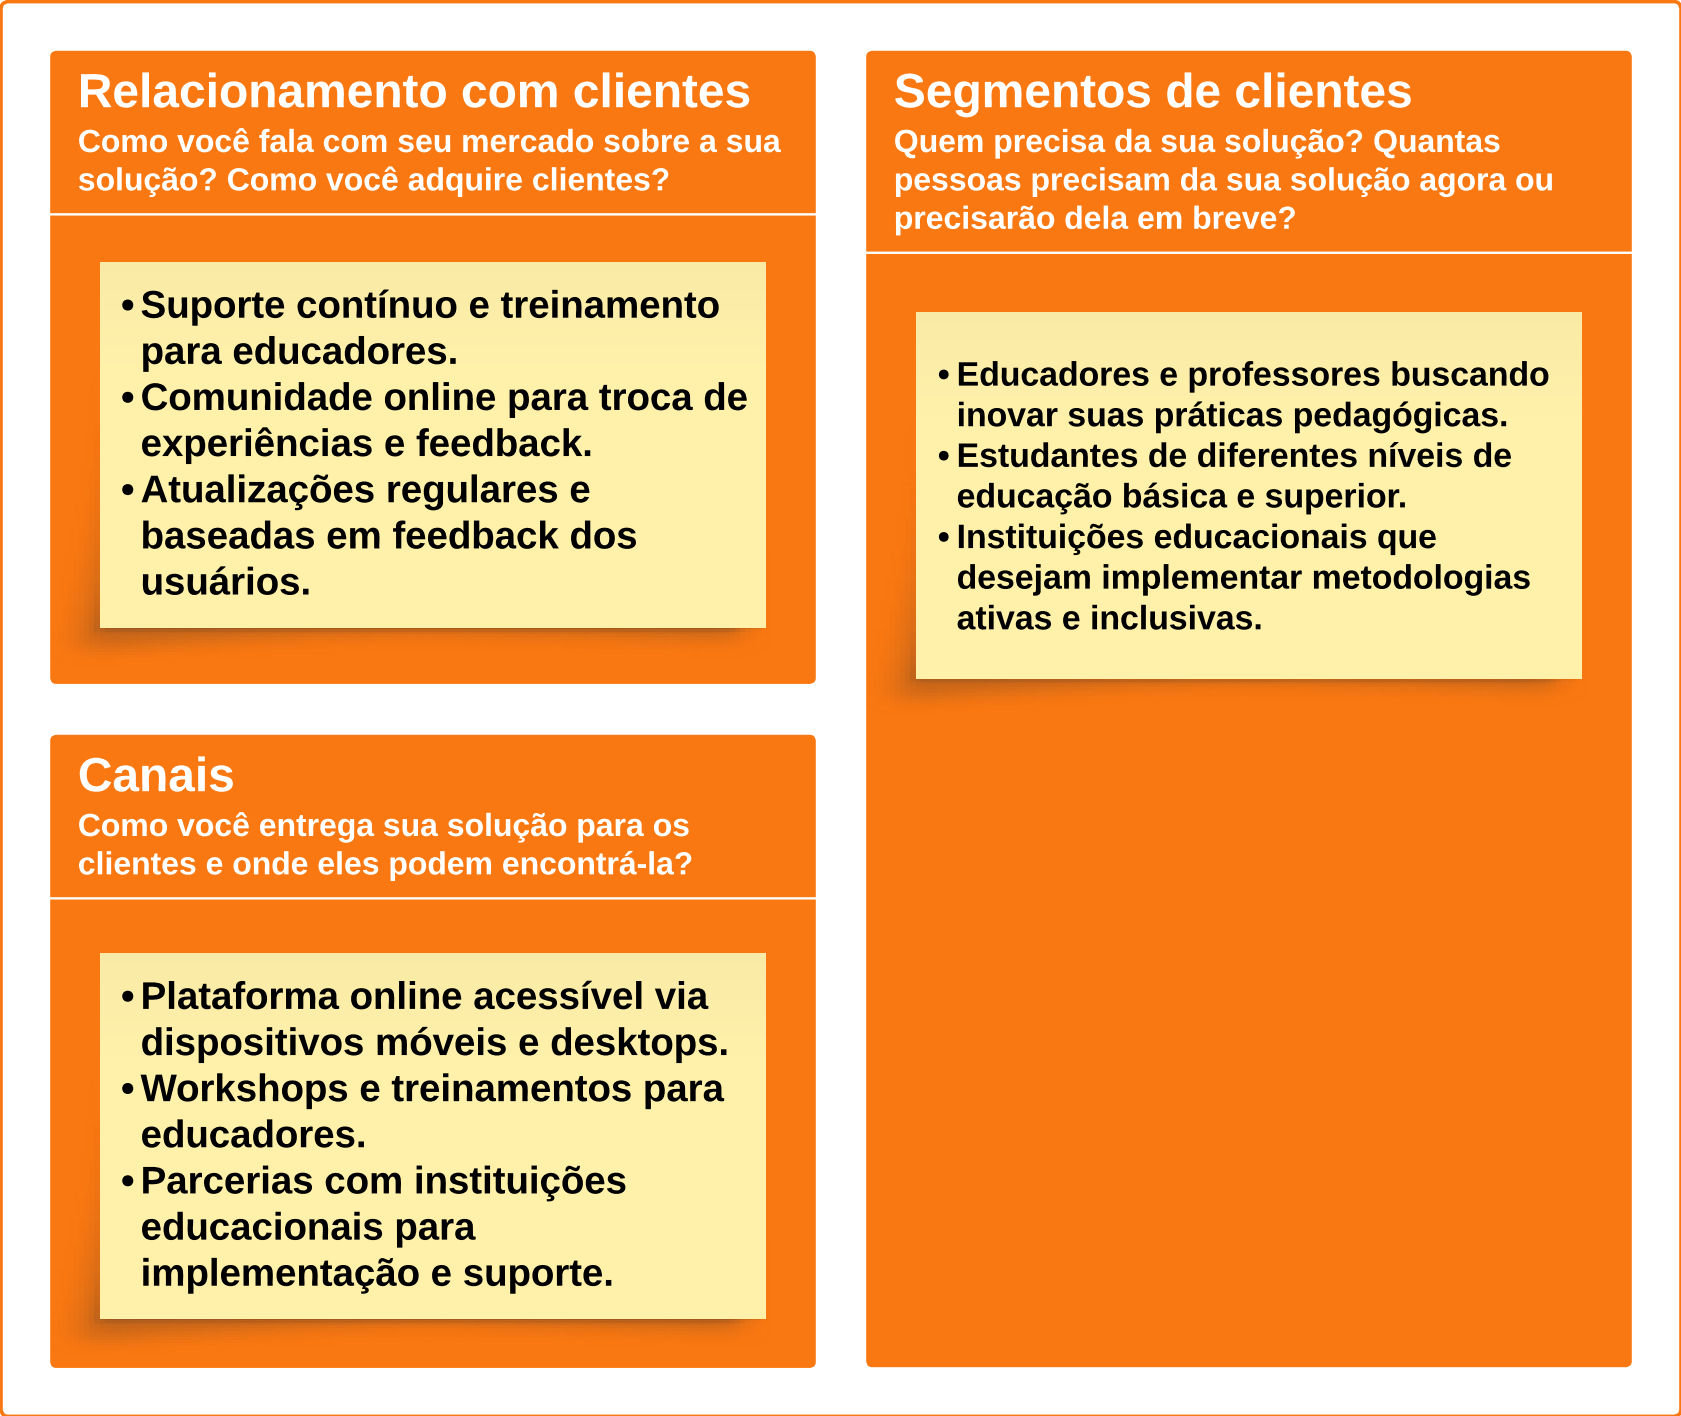 Relacionamento com clientes
Como você fala com seu mercado sobre a sua
solução? Como você adquire clientes?
• Suporte contínuo e treinamento
para educadores.
• Comunidade online para troca de
experiências e feedback.
• Atualizações regulares e
baseadas em feedback dos
usuários.
Canais
Como você entrega sua solução para os
clientes e onde eles podem encontrá-la?
• Plataforma online acessível via
dispositivos móveis e desktops.
• Workshops e treinamentos para
educadores.
• Parcerias com instituições
educacionais para
implementação e suporte.
Segmentos de clientes
Quem precisa da sua solução? Quantas
pessoas precisam da sua solução agora ou
precisarão dela em breve?
• Educadores e professores buscando
inovar suas práticas pedagógicas.
• Estudantes de diferentes níveis de
educação básica e superior.
• Instituições educacionais que
desejam implementar metodologias
ativas e inclusivas.